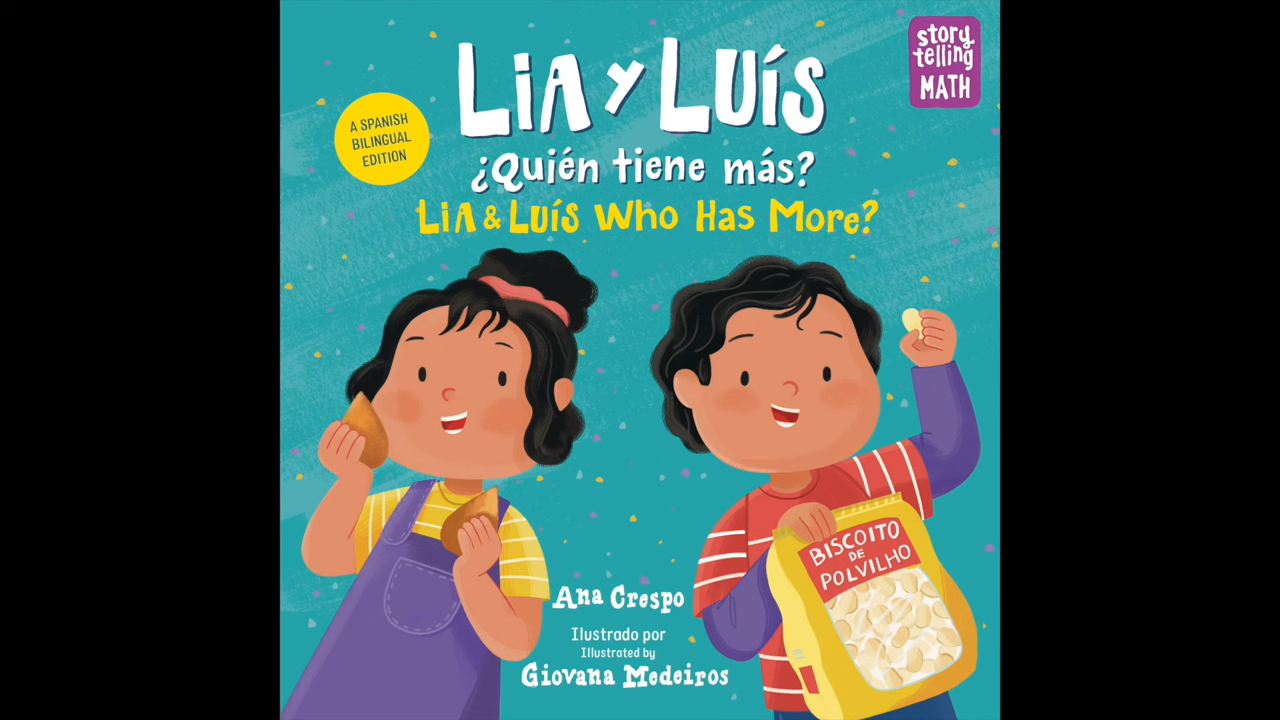 story
telling
MATH
LiA y LUíS
A SPANISH
BILINGUAL
EDITION
¿Quién tiene más?
LiA & LUíS WHO HAS MORE?
BISCOITO
DE
POLVILHO
Ana Crespo
Ilustrado por
Illustrated by
Giovana Medeiros